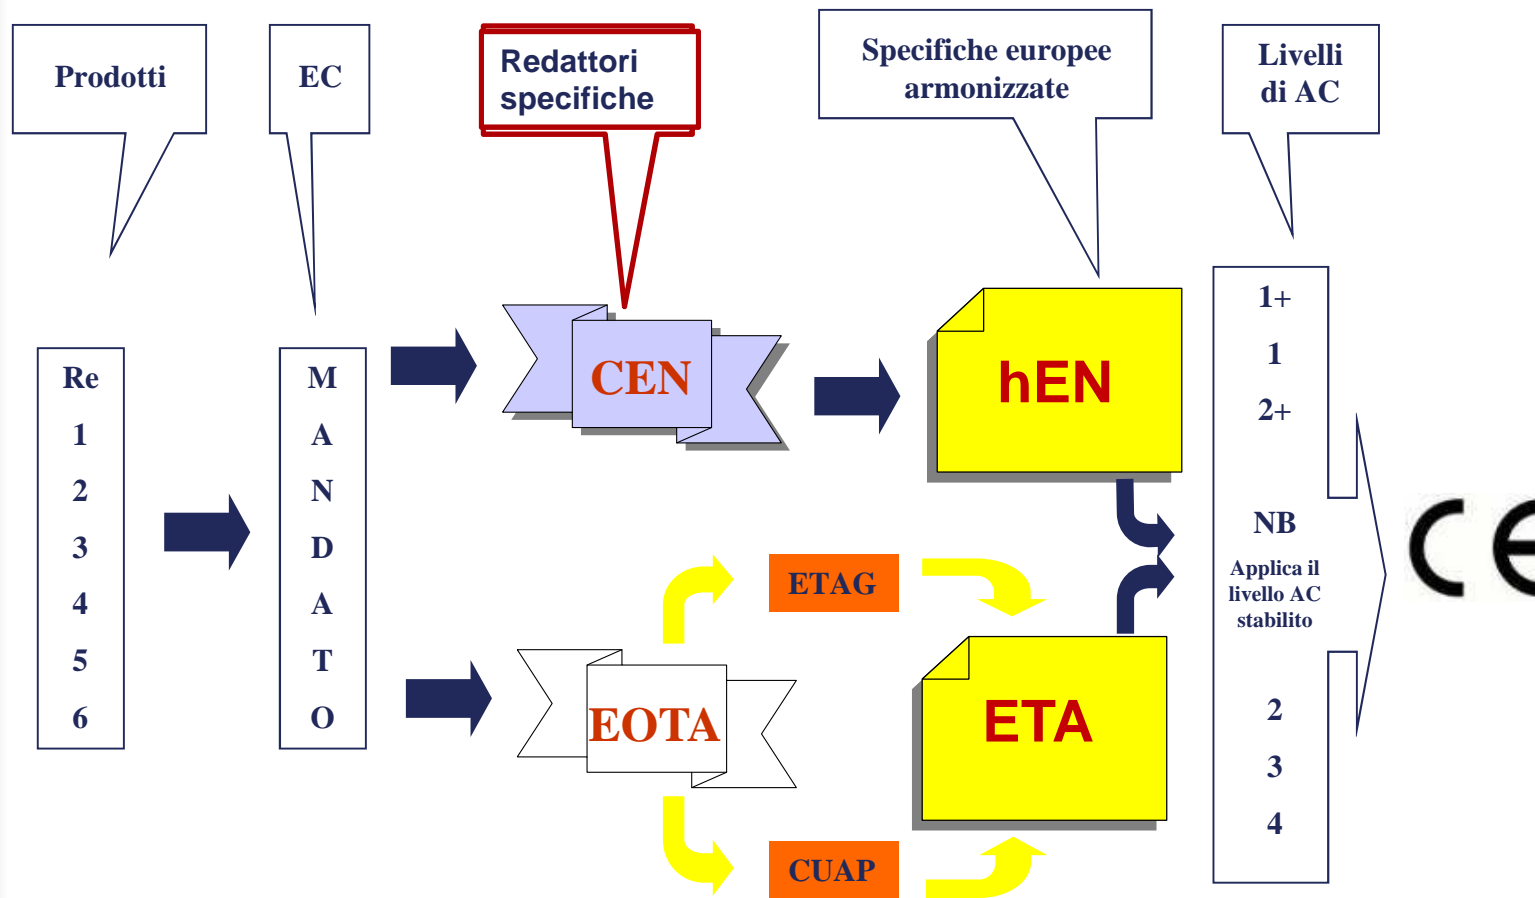 Prodotti
EC
Redattori
specifiche
Specifiche europee
armonizzate
Livelli
di AC
Re
1
2
3
4
5
6
M
A
N
D
A
T
O
CEN
EOTA
ETAG
CUAP
hEN
ETA
1+
1
2+
NB
Applica il
livello AC
stabilito
2
3
4
CE